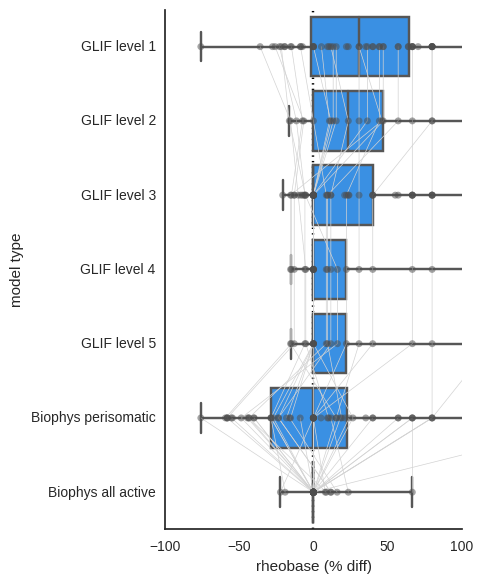 GLIF level 1
GLIF level 2
GLIF level 3
GLIF level 4
GLIF level 5
Biophys perisomatic
Biophys all active
model type
−100
−50
0
50
100
rheobase (% diff)